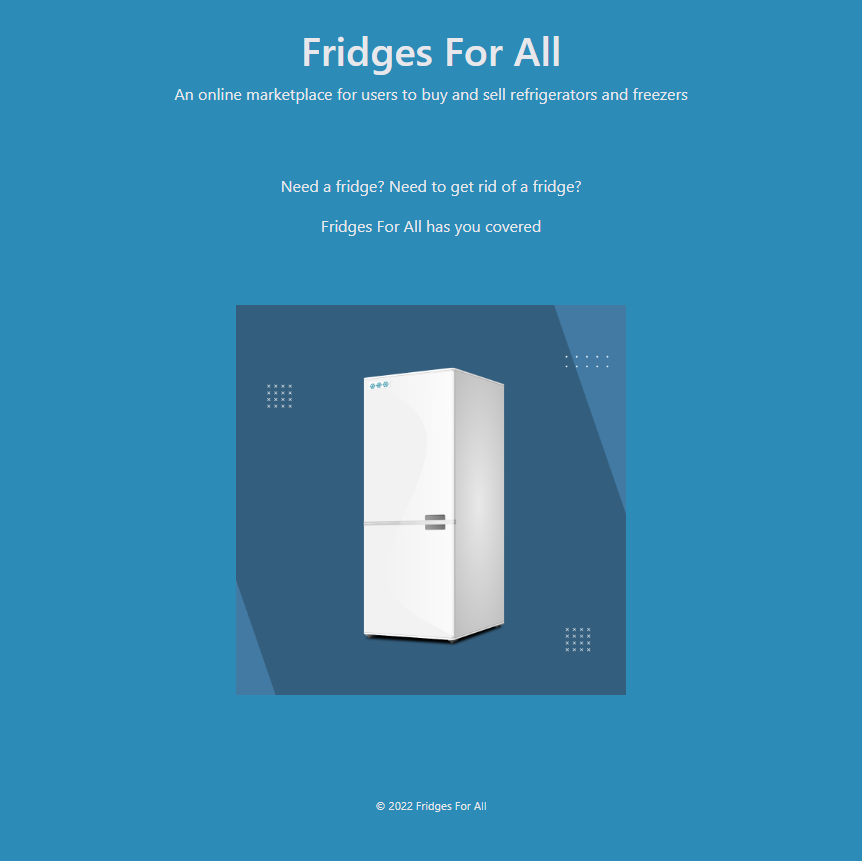 Fridges For All
An online marketplace for users to buy and sell refrigerators and freezers
Need a fridge? Need to get rid of a fridge?
Fridges For All has you covered
© 2022 Fridges For All